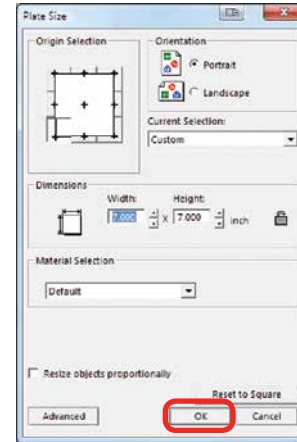 Plate Size
Origin Selection
Orientation
Portrait
Landscape
Current Selection:
Custom
Dimensions
Width: Height:
7.000 x 7.000 inch
Material Selection
Default
Resize objects proportionally
Reset to Square
Advanced OK Cancel